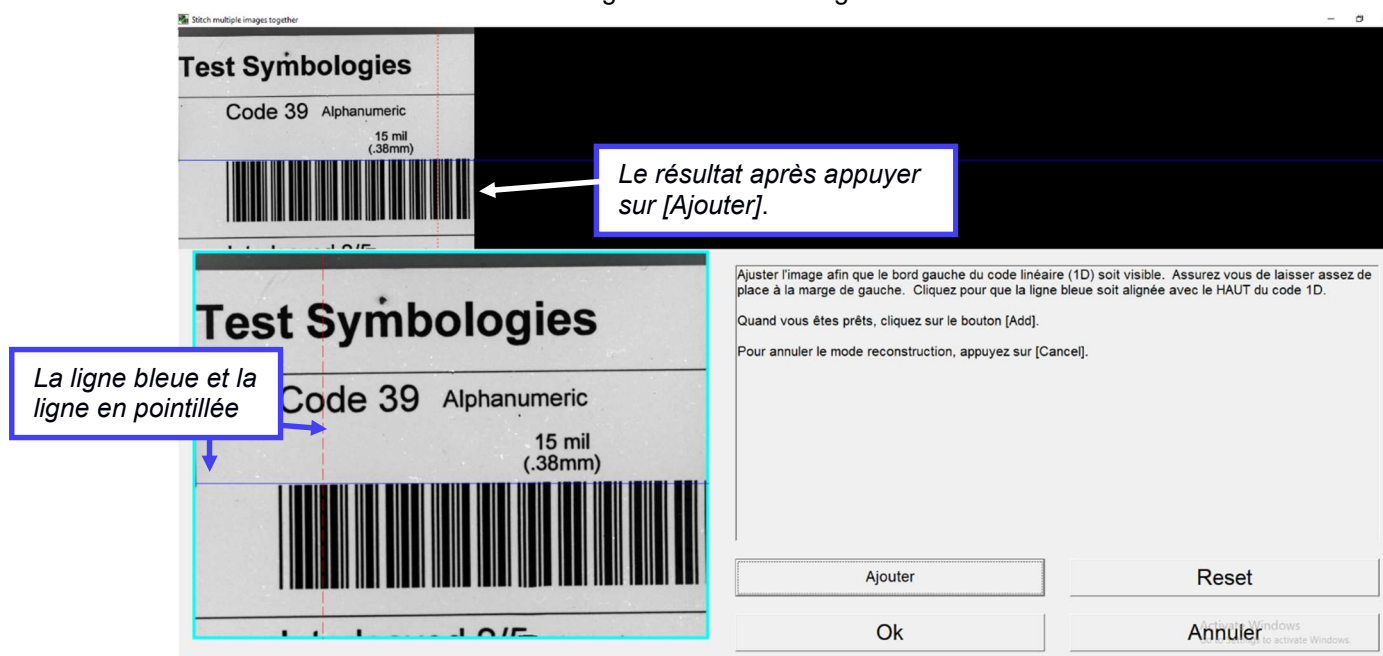 Stitch multiple images together
Test Symbologies
Code 39 Alphanumeric
15 mil
(.38mm)
Le résultat après appuyer
sur [Ajouter].
Test Symbologies
Code 39 Alphanumeric
15 mil
(.38mm)
La ligne bleue et la
ligne en pointillée
Ajuster l'image afin que le bord gauche du code linéaire (1D) soit visible. Assurez vous de laisser assez de
place à la marge de gauche. Cliquez pour que la ligne bleue soit alignée avec le HAUT du code 1D.
Quand vous êtes prêts, cliquez sur le bouton [Add].
Pour annuler le mode reconstruction, appuyez sur [Cancel].
Ajouter
Reset
Ok
Annuler
Activate Windows
to activate Windows.